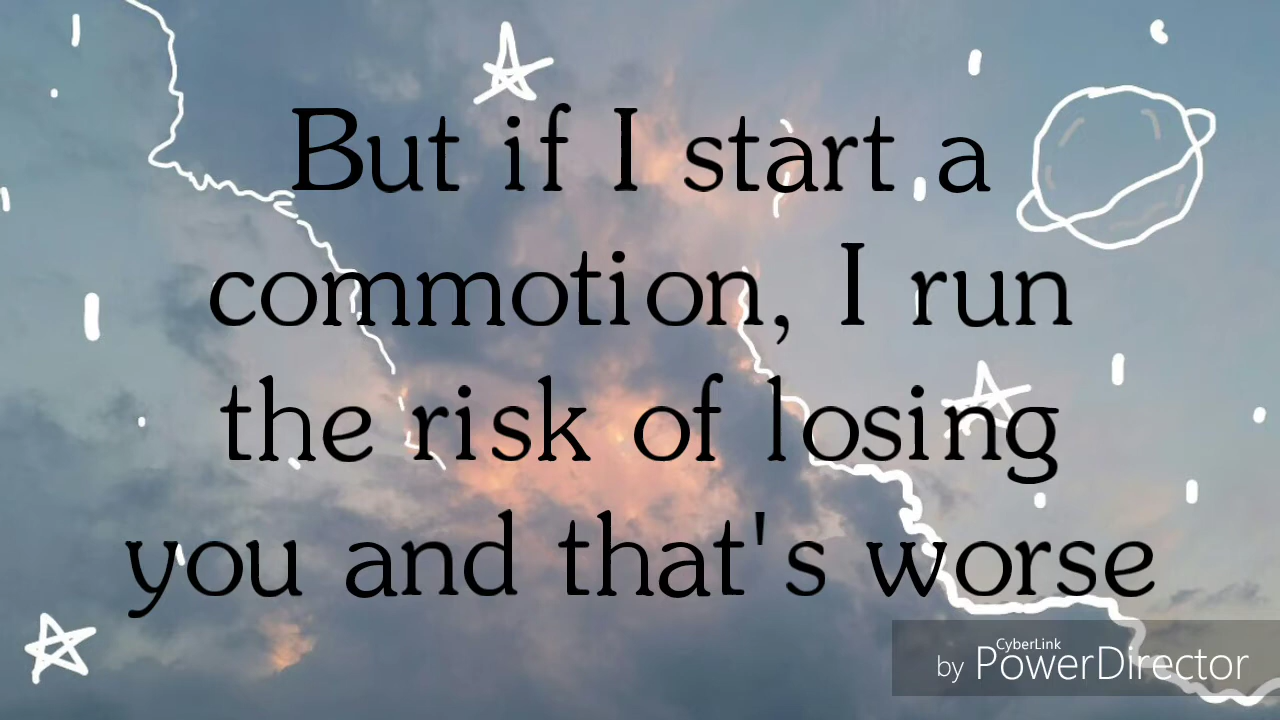 But if I start a
commotion, I run
the risk of losing
you and that's worse
CyberLink
by PowerDirector